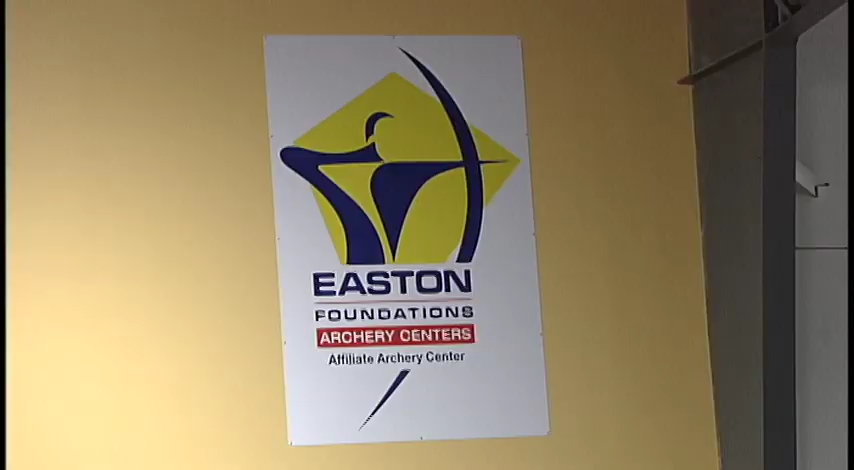 EASTON
FOUNDATIONS
ARCHERY CENTERS
Affiliate Archery Center